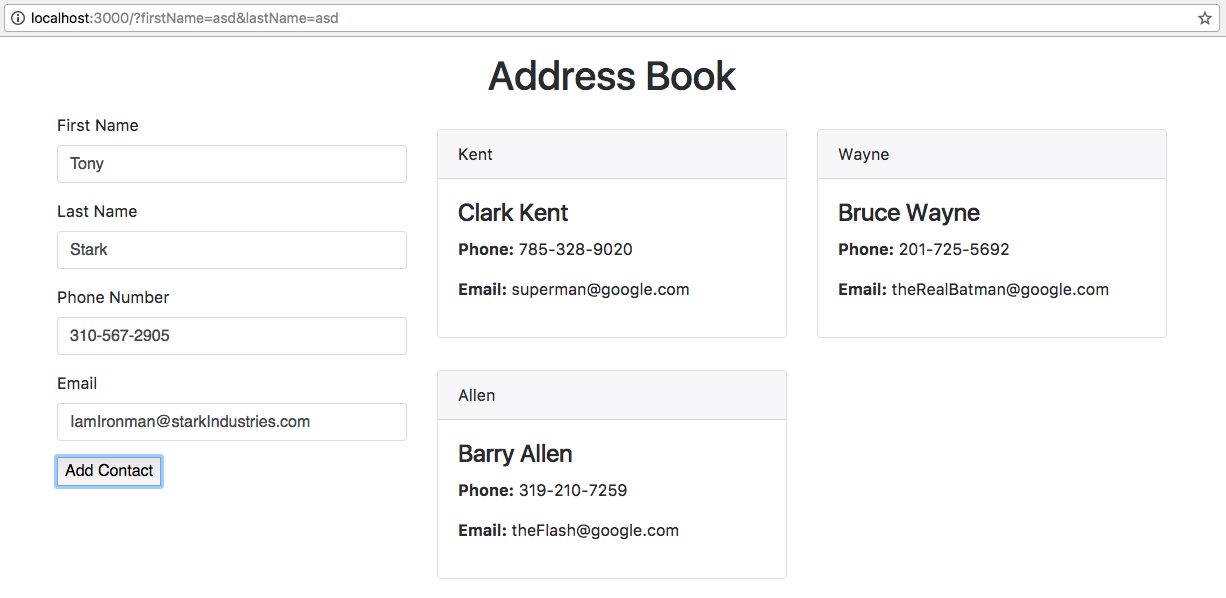 localhost:3000/?firstName=asd&lastName=asd
Address Book
First Name
Tony
Last Name
Stark
Phone Number
310-567-2905
Email
IamIronman@starkIndustries.com
Add Contact
Kent
Clark Kent
Phone: 785-328-9020
Email: superman@google.com
Wayne
Bruce Wayne
Phone: 201-725-5692
Email: theRealBatman@google.com
Allen
Barry Allen
Phone: 319-210-7259
Email: theFlash@google.com